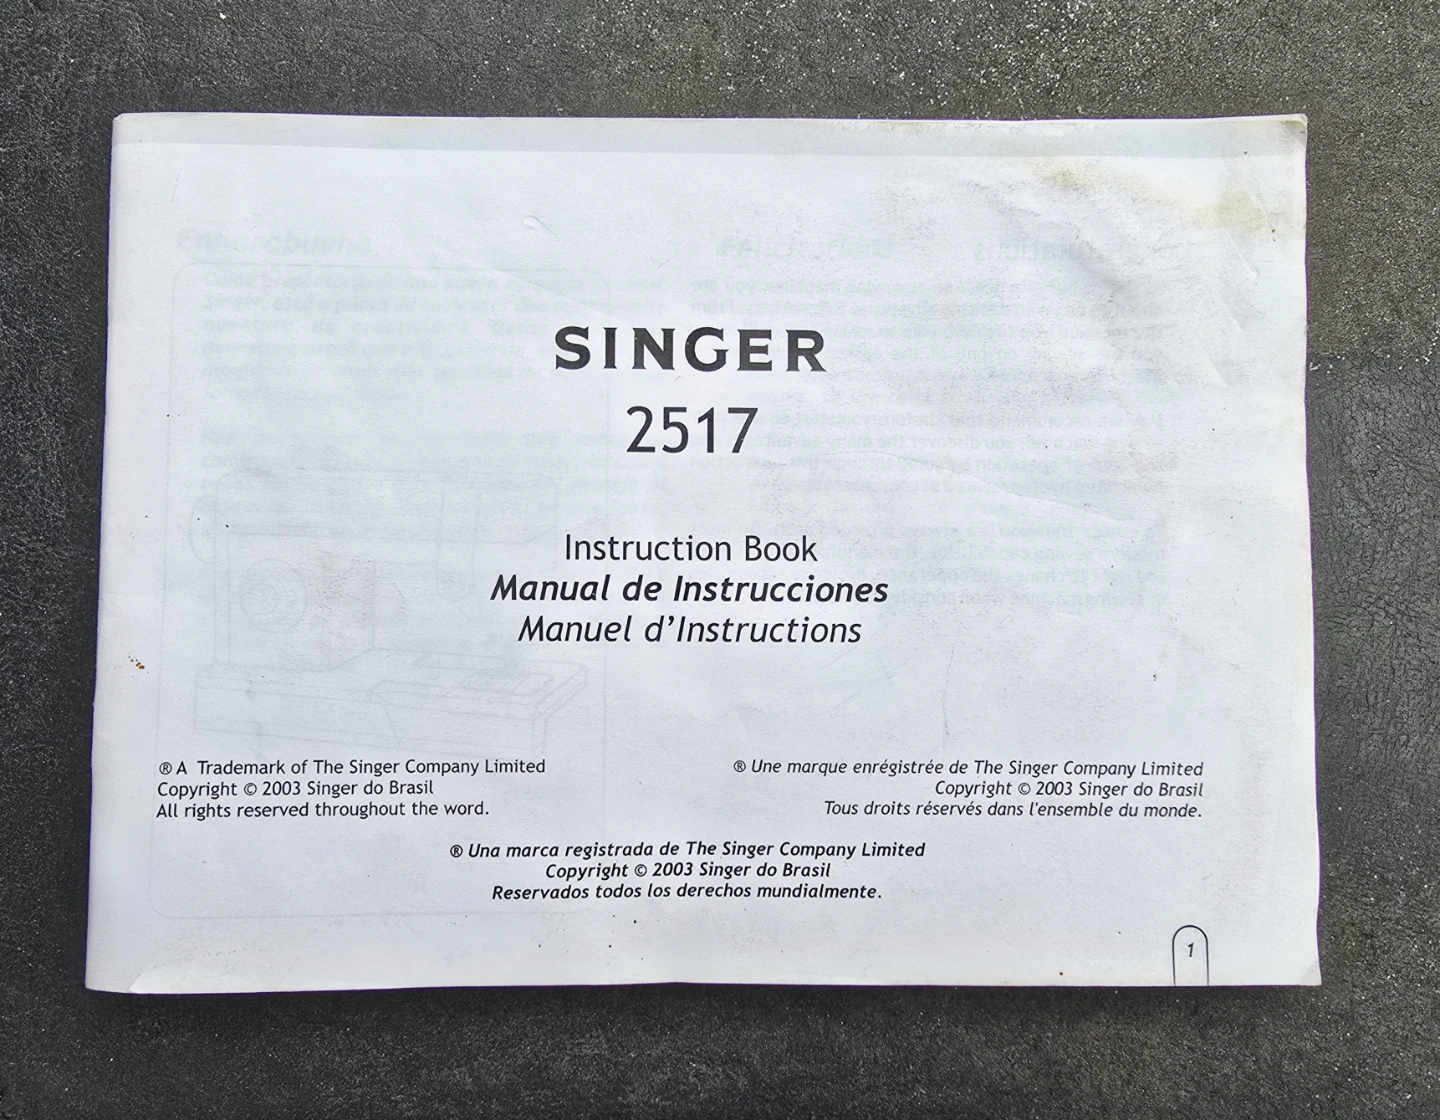 SINGER
2517
Instruction Book
Manual de Instrucciones
Manuel d'Instructions
® A Trademark of The Singer Company Limited
Copyright © 2003 Singer do Brasil
All rights reserved throughout the word.
® Une marque enrégistrée de The Singer Company Limited
Copyright © 2003 Singer do Brasil
Tous droits réservés dans l'ensemble du monde.
® Una marca registrada de The Singer Company Limited
Copyright © 2003 Singer do Brasil
Reservados todos los derechos mundialmente.
1